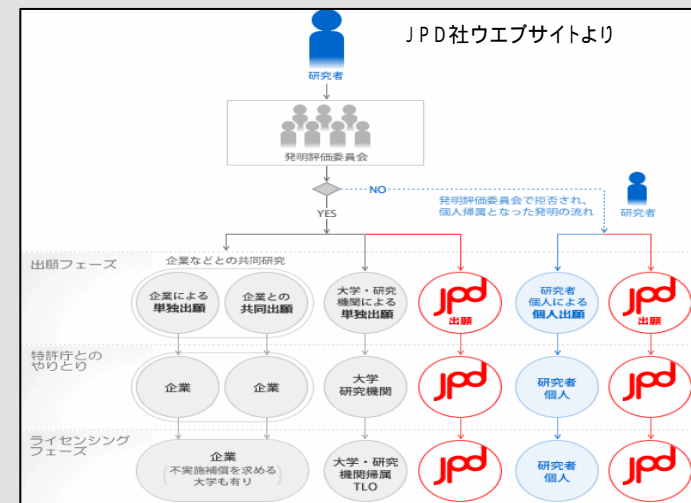 JPD社ウエブサイトより
研究者
発明評価委員会
NO
YES
発明評価委員会で拒否され、
個人帰属となった発明の流れ
研究者
出願フェーズ
企業などとの共同研究
企業による
単独出願
企業との
共同出願
大学・研究
機関による
単独出願
jpd
出願
研究者
個人による
個人出願
jpd
出願
特許庁との
やりとり
企業
企業
大学
研究機関
jpd
研究者
個人
jpd
ライセンシング
フェーズ
企業
(不実施補償を求める
大学も有り)
大学・研究
機関帰属
TLO
jpd
研究者
個人
jpd